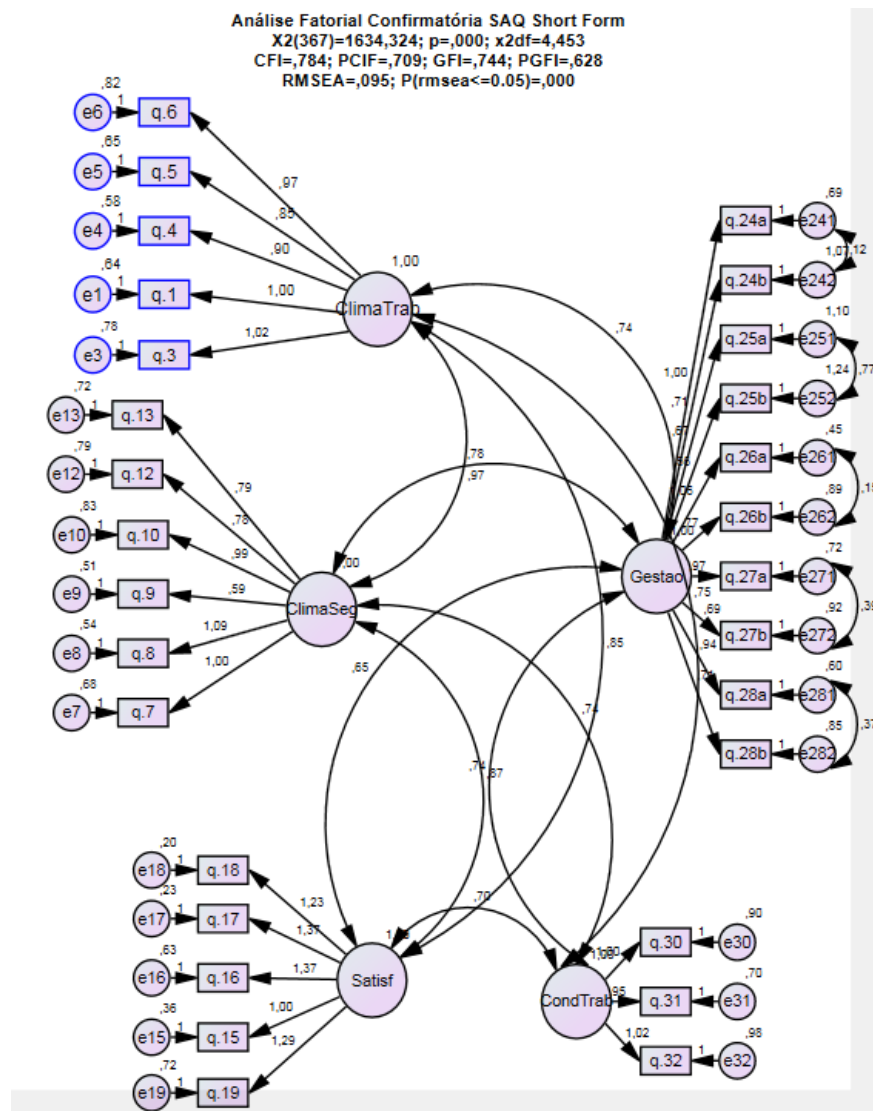 Análise Fatorial Confirmatória SAQ Short Form
X2(367)=1634,324; p=,000; x2df=4,453
CFI=,784; PCIF=,709; GFI=,744; PGFI=,628
RMSEA=,095; P(rmsea<=0.05)=,000
,82
e6 1 q.6
,65
e5 1 q.5
,58
e4 1 q.4
,64
e1 1 q.1
,78
e3 1 q.3
,97
,85
,90
1,00
1,02
1,00
ClimaTrab
,72
e13 1 q.13
,79
e12 1 q.12
,83
e10 1 q.10
,51
e9 1 q.9
,54
e8 1 q.8
,68
e7 1 q.7
,79
,78
,99
,59
1,09
1,00
ClimaSeg
,74
,78
,97
,65
,85
,74
,74
,70
,69
q.24a 1 e241
,12
q.24b 1 e242
1,10
q.25a 1 e251
,77
1,24
q.25b 1 e252
,45
q.26a 1 e261
,89
q.26b 1 e262
,72
q.27a 1 e271
,39
,92
q.27b 1 e272
,60
q.28a 1 e281
,37
,85
q.28b 1 e282
1,00
,71
,77
,97
,75
,69
,94
Gestao
,20
e18 1 q.18
,23
e17 1 q.17
,63
e16 1 q.16
,36
e15 1 q.15
,72
e19 1 q.19
1,23
1,37
1,37
1,00
1,29
Satisf
CondTrab
,95
1,02
,90
q.30 1 e30
,70
q.31 1 e31
,98
q.32 1 e32